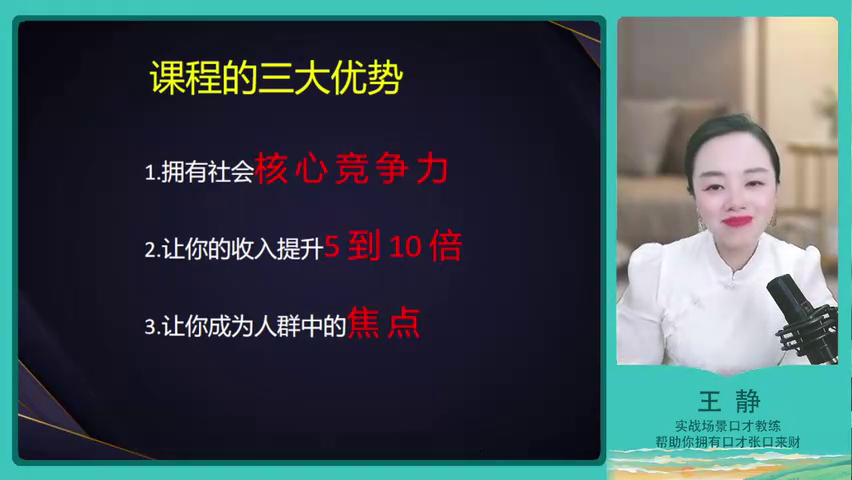 课程的三大优势
1.拥有社会核心竞争力
2.让你的收入提升5到10倍
3.让你成为人群中的焦点
王 静
实战场景口才教练
帮助你拥有口才张口来财